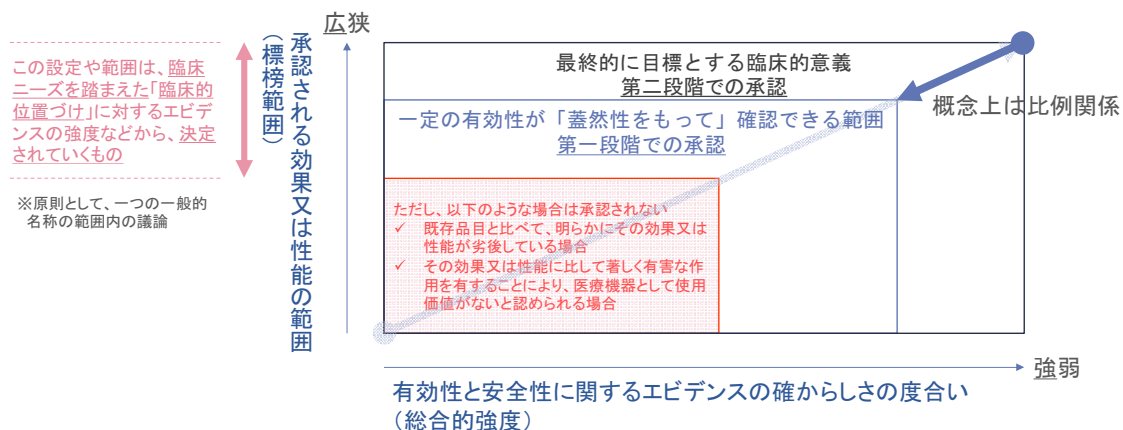 広狭
この設定や範囲は、臨床
ニーズを踏まえた「臨床的
位置づけ」に対するエビデ
ンスの強度などから、決定
されていくもの
※原則として、一つの一般的
名称の範囲内の議論
承認される効果又は性能の範囲
（標榜範囲）
最終的に目標とする臨床的意義
第二段階での承認
一定の有効性が「蓋然性をもって」確認できる範囲
第一段階での承認
概念上は比例関係
ただし、以下のような場合は承認されない
✓ 既存品目と比べて、明らかにその効果又は
性能が劣後している場合
✓ その効果又は性能に比して著しく有害な作
用を有することにより、医療機器として使用
価値がないと認められる場合
強弱
有効性と安全性に関するエビデンスの確からしさの度合い
（総合的強度）